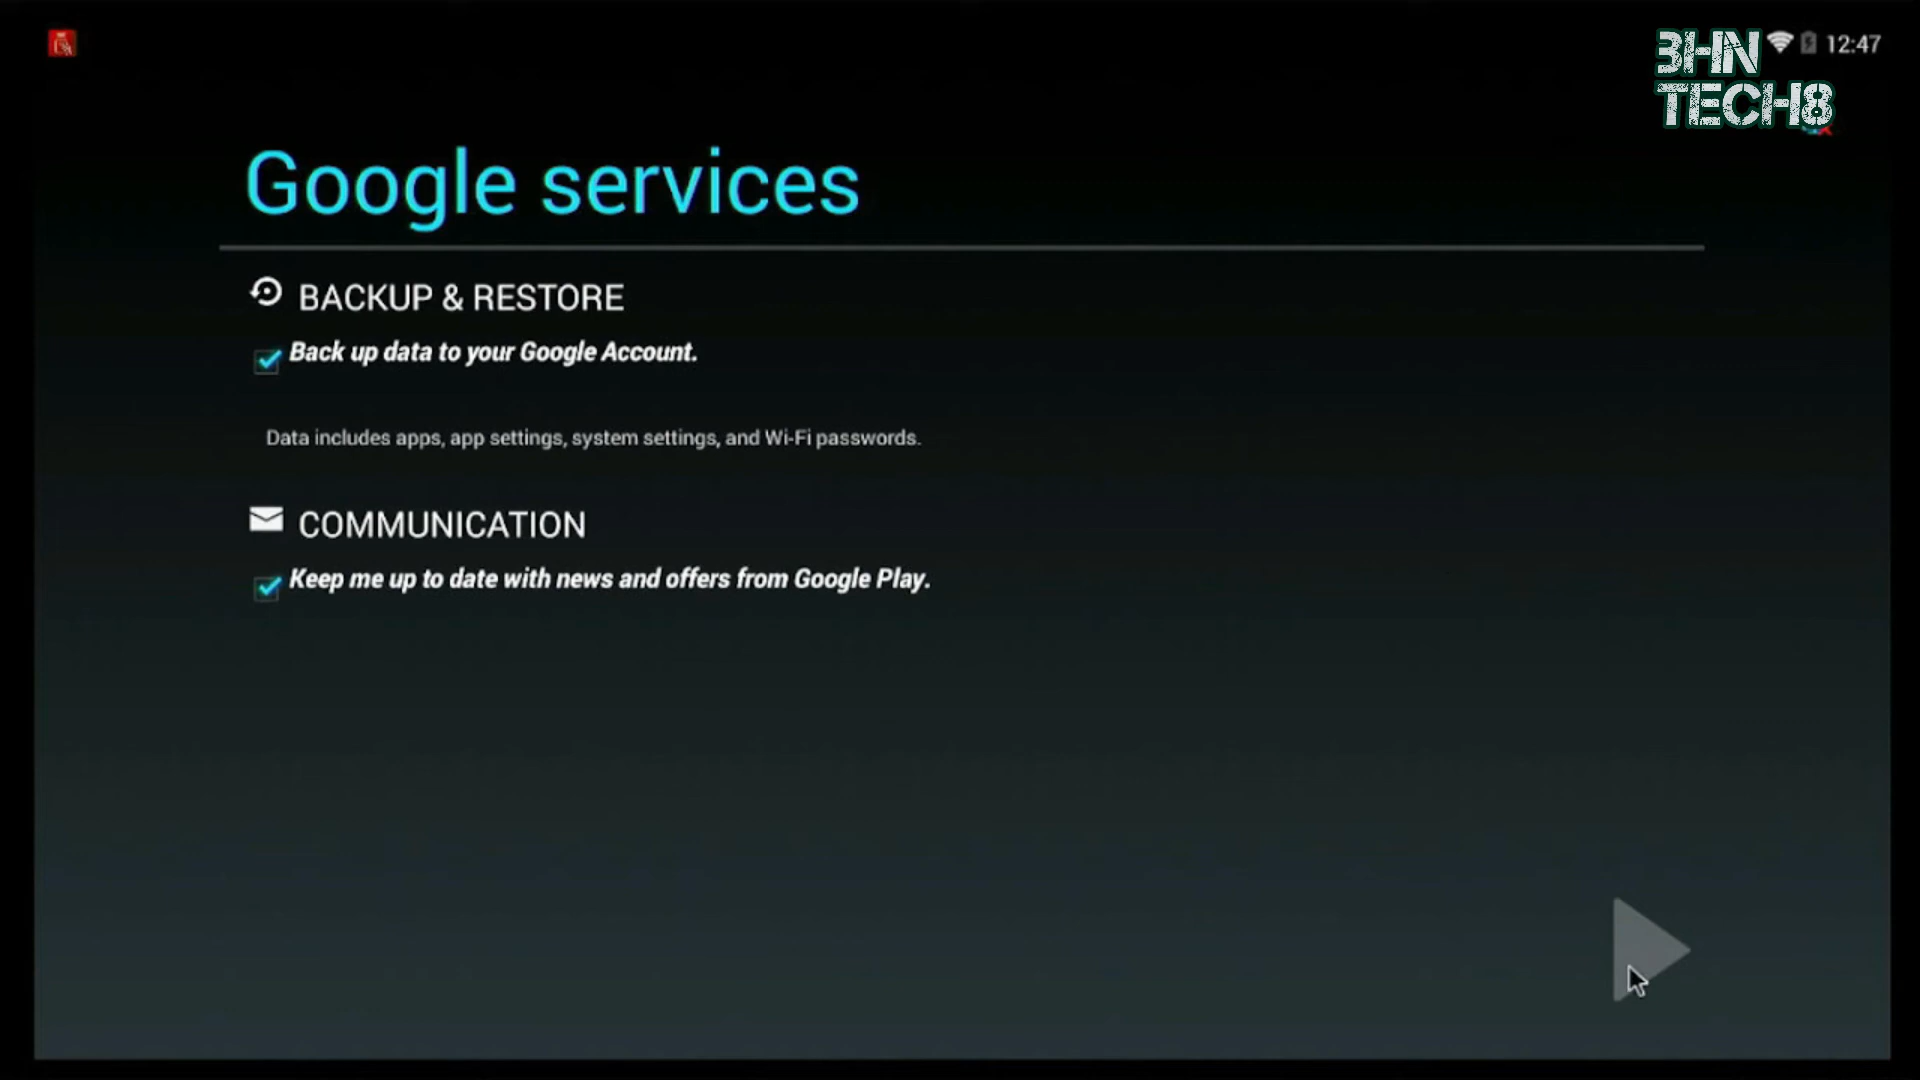 3HN
TECH8
12:47
Google services
BACKUP & RESTORE
Back up data to your Google Account.
Data includes apps, app settings, system settings, and Wi-Fi passwords.
COMMUNICATION
Keep me up to date with news and offers from Google Play.